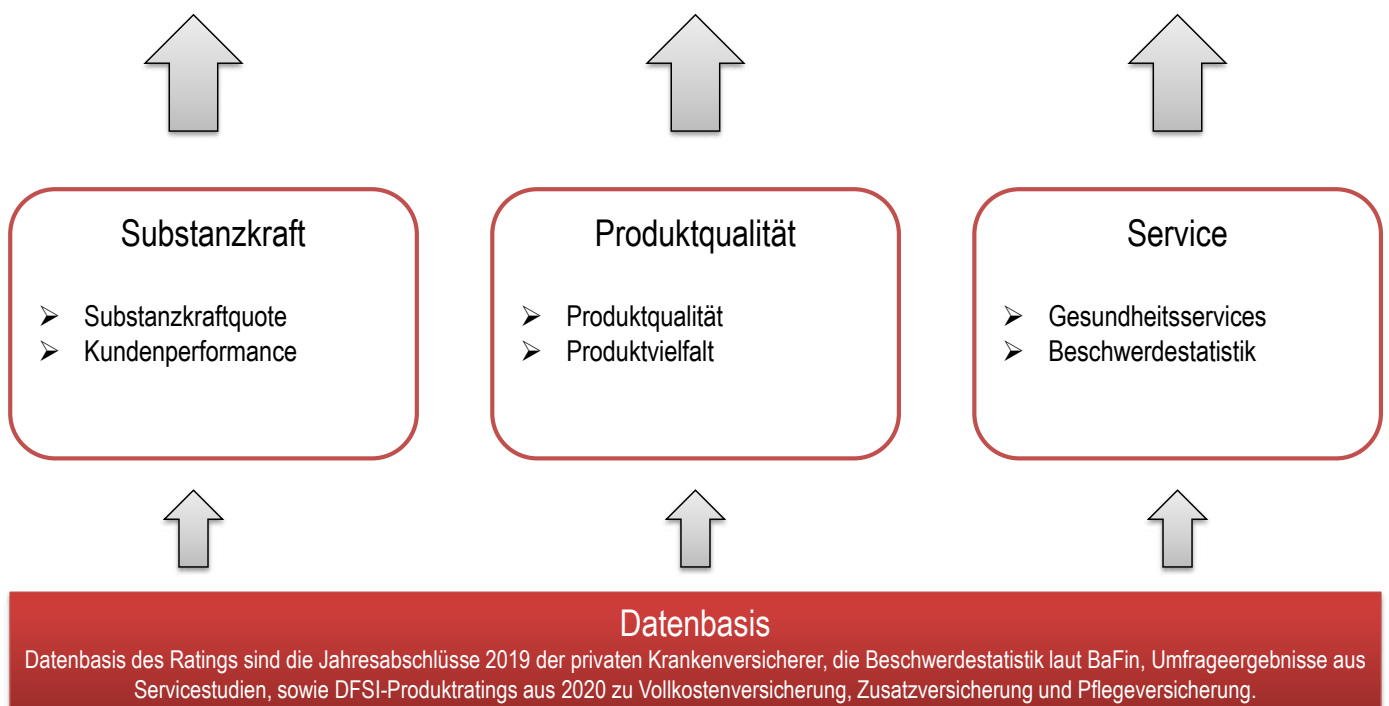 Substanzkraft
Substanzkraftquote
Kundenperformance
Produktqualität
Produktqualität
Produktvielfalt
Service
Gesundheitsservices
Beschwerdestatistik
Datenbasis
Datenbasis des Ratings sind die Jahresabschlüsse 2019 der privaten Krankenversicherer, die Beschwerdestatistik laut BaFin, Umfrageergebnisse aus
Servicestudien, sowie DFSI-Produktratings aus 2020 zu Vollkostenversicherung, Zusatzversicherung und Pflegeversicherung.